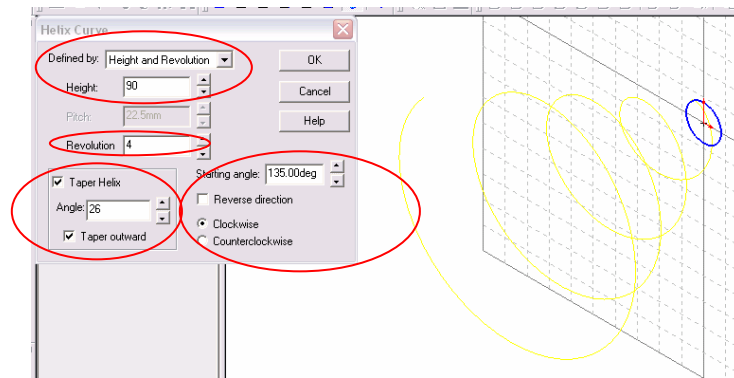 Helix Curve
Defined by: Height and Revolution
OK
Height: 90
Cancel
Pitch: 22.5mm
Help
Revolution 4
Taper Helix
Starting angle: 135.00deg
Angle: 26
Reverse direction
Taper outward
Clockwise
Counterclockwise